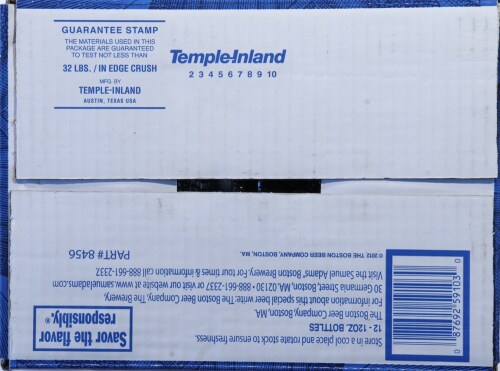 GUARANTEE STAMP
THE MATERIALS USED IN THIS
PACKAGE ARE GUARANTEED
TO TEST NOT LESS THAN
32 LBS. / IN EDGE CRUSH
MFG. BY
TEMPLE-INLAND
AUSTIN, TEXAS USA
Temple-Inland
2 3 4 5 6 7 8 9 10
Store in a cool place and rotate stock to ensure freshness.
12 - 12OZ. BOTTLES
The Boston Beer Company, Boston, MA
For information about this special beer write: The Boston Beer Company, The Brewery,
30 Germania Street, Boston, MA, 02130 • 888-661-2337 or visit our website at www.samueladams.com
Visit the Samuel Adams® Boston Brewery. For tours & information call 888-661-2337.
© 2012 THE BOSTON BEER COMPANY, BOSTON, MA.
PART# 8456
Savor the flavor
responsibly.®
0 87692 59103 0